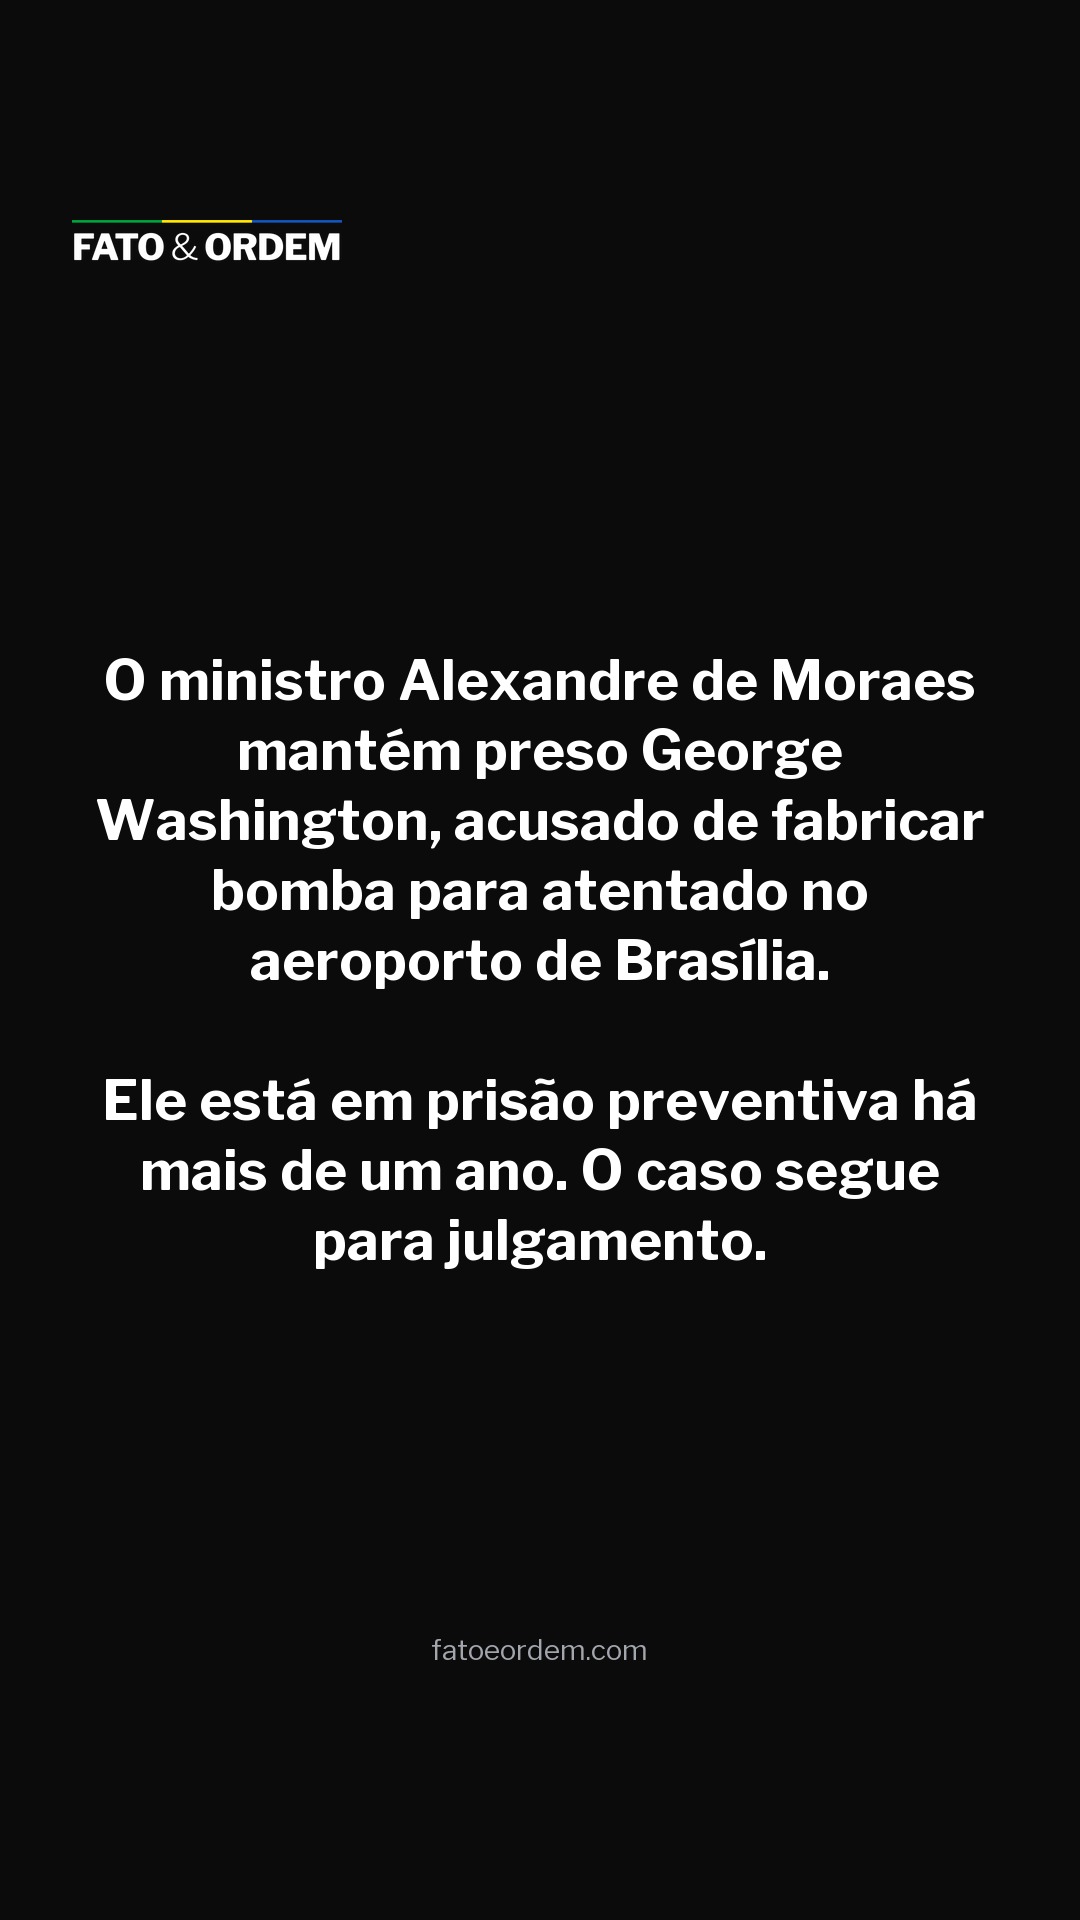 FATO & ORDEM
O ministro Alexandre de Moraes
mantém preso George
Washington, acusado de fabricar
bomba para atentado no
aeroporto de Brasília.
Ele está em prisão preventiva há
mais de um ano. O caso segue
para julgamento.
fatoeordem.com